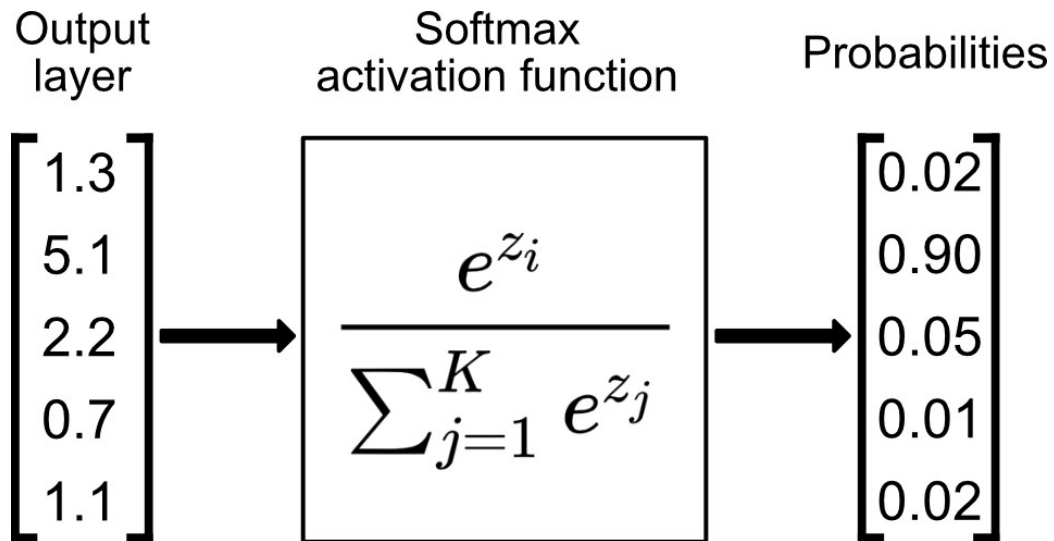 Output
layer
Softmax
activation function
Probabilities
1.3
5.1
2.2
0.7
1.1
e^{z_i}
∑_{j=1}^{K} e^{z_j}
0.02
0.90
0.05
0.01
0.02